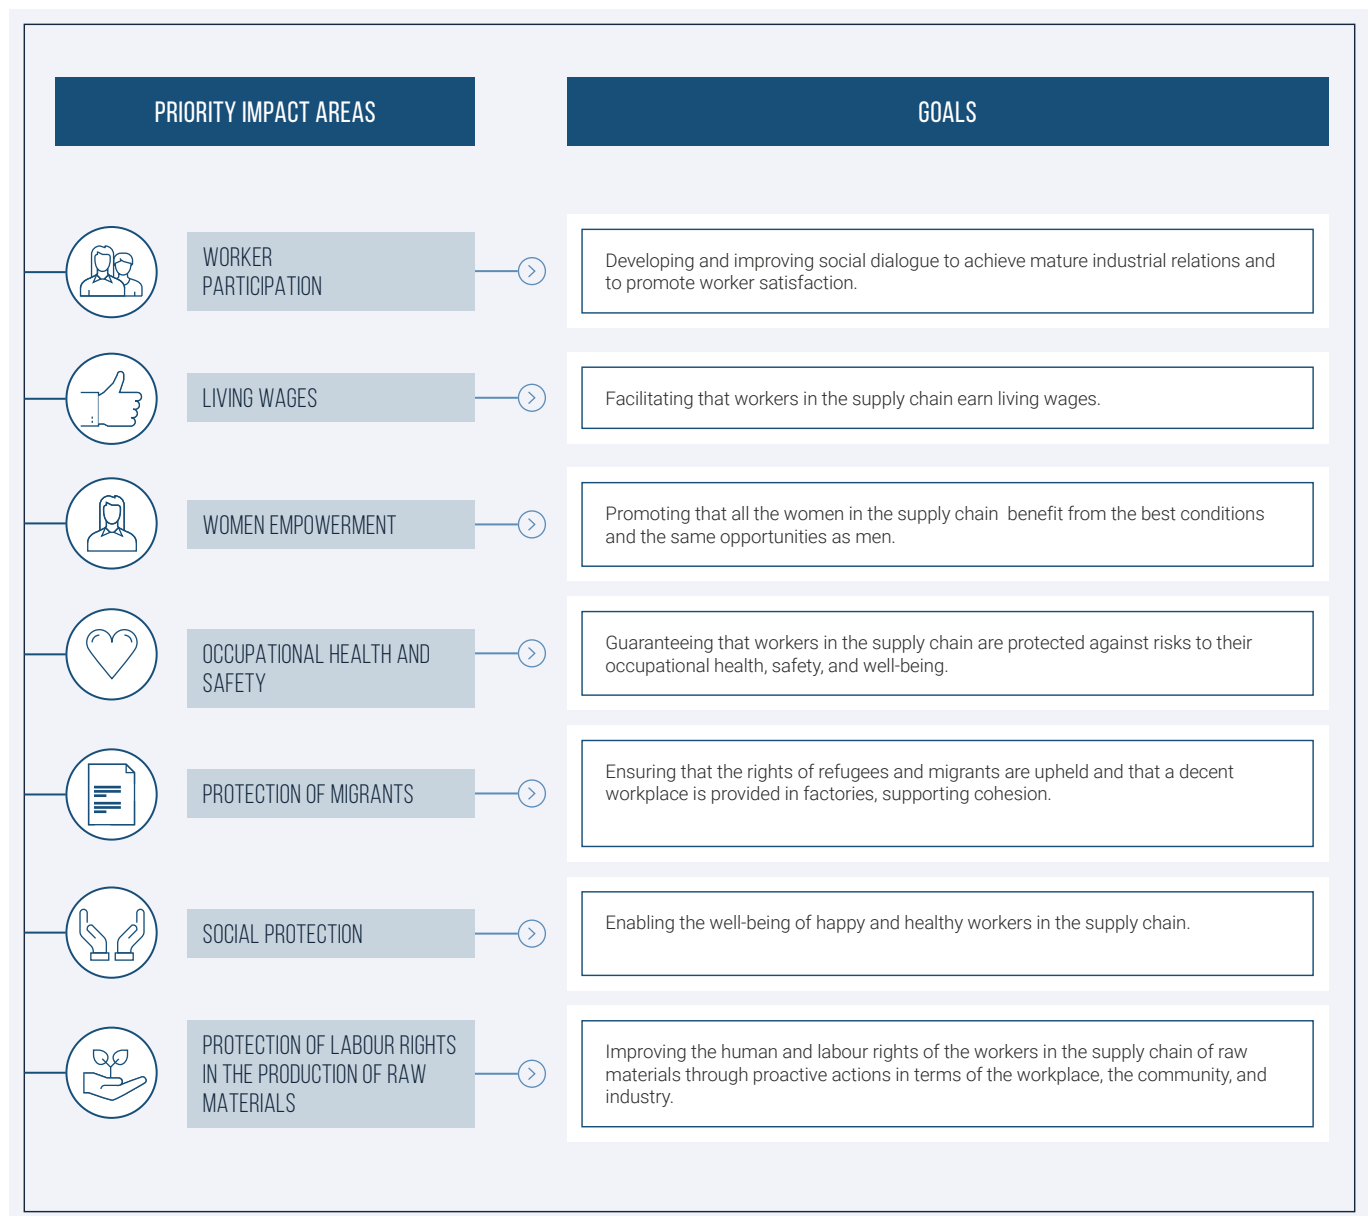 PRIORITY IMPACT AREAS
GOALS
WORKER
PARTICIPATION
Developing and improving social dialogue to achieve mature industrial relations and
to promote worker satisfaction.
LIVING WAGES
Facilitating that workers in the supply chain earn living wages.
WOMEN EMPOWERMENT
Promoting that all the women in the supply chain  benefit from the best conditions
and the same opportunities as men.
OCCUPATIONAL HEALTH AND
SAFETY
Guaranteeing that workers in the supply chain are protected against risks to their
occupational health, safety, and well-being.
PROTECTION OF MIGRANTS
Ensuring that the rights of refugees and migrants are upheld and that a decent
workplace is provided in factories, supporting cohesion.
SOCIAL PROTECTION
Enabling the well-being of happy and healthy workers in the supply chain.
PROTECTION OF LABOUR RIGHTS
IN THE PRODUCTION OF RAW
MATERIALS
Improving the human and labour rights of the workers in the supply chain of raw
materials through proactive actions in terms of the workplace, the community, and
industry.